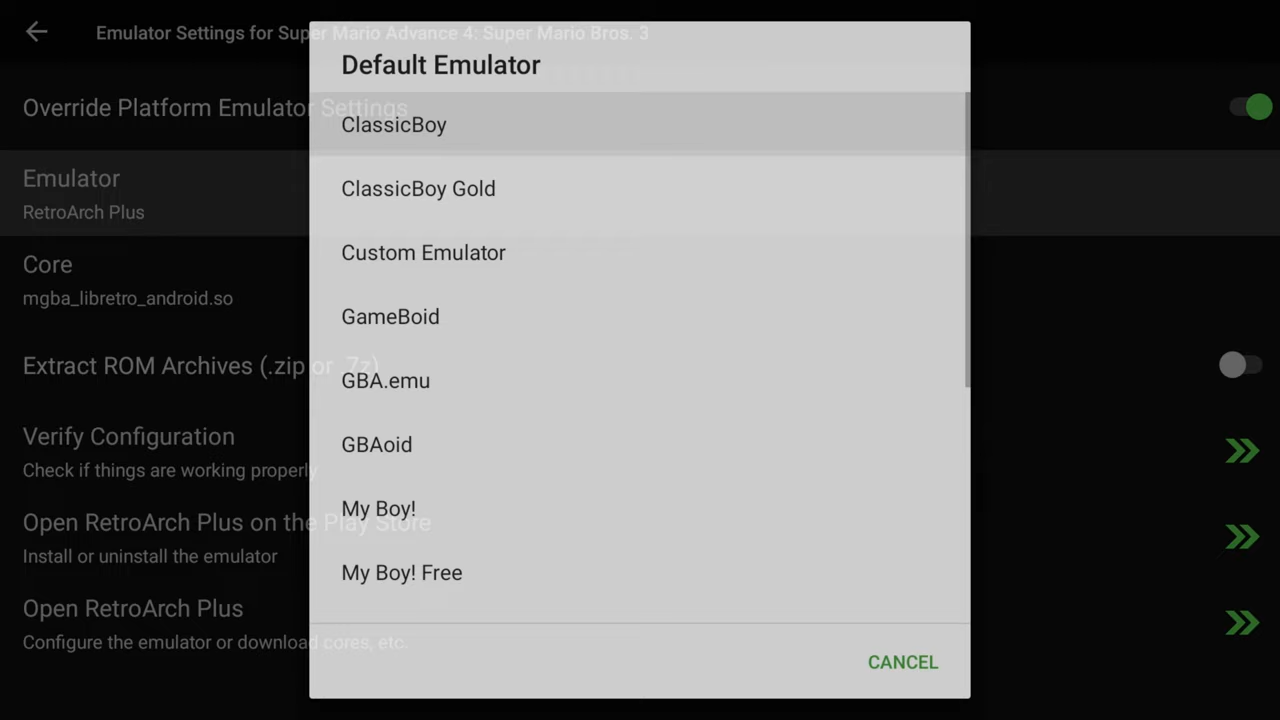 Emulator Settings for Super Mario Advance 4: Super Mario Bros. 3
Override Platform Emulator Settings
Emulator
RetroArch Plus
Core
mgba_libretro_android.so
Extract ROM Archives (.zip or .7z)
Verify Configuration
Check if things are working properly
Open RetroArch Plus on the Play Store
Install or uninstall the emulator
Open RetroArch Plus
Configure the emulator or download cores, etc.
Default Emulator
ClassicBoy
ClassicBoy Gold
Custom Emulator
GameBoid
GBA.emu
GBAoid
My Boy!
My Boy! Free
CANCEL